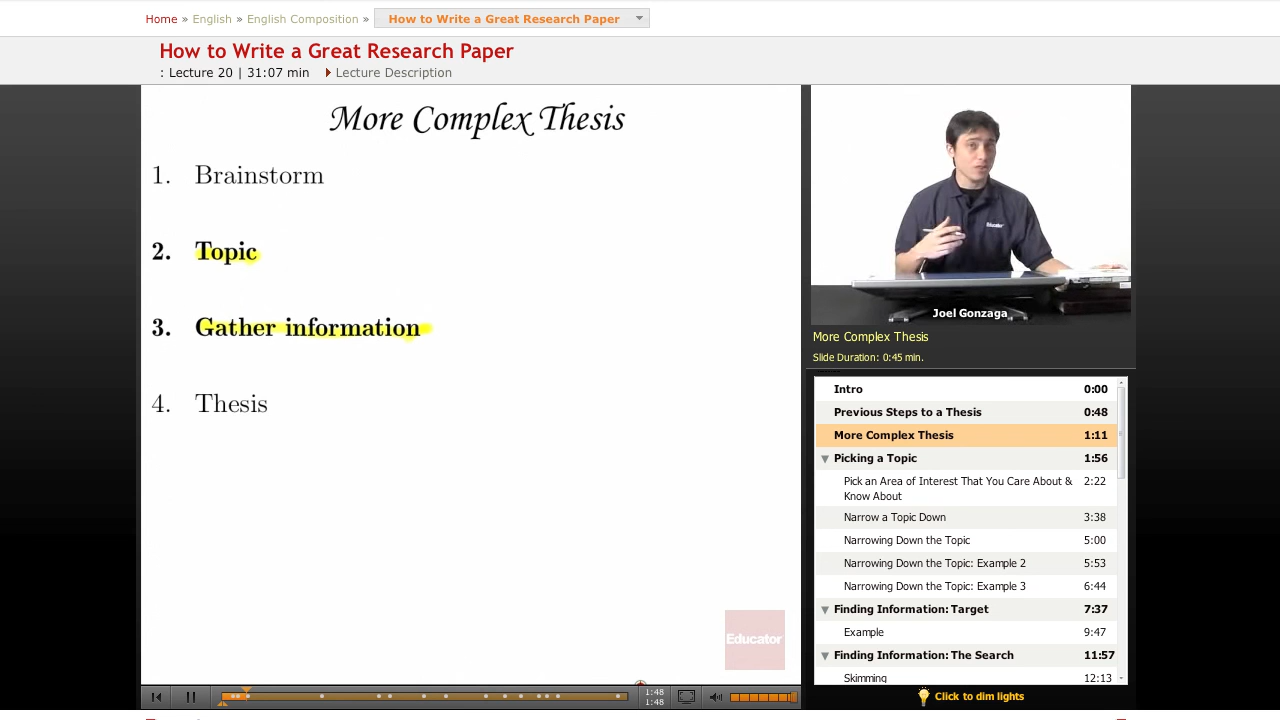 Home » English » English Composition » How to Write a Great Research Paper
How to Write a Great Research Paper
: Lecture 20 | 31:07 min Lecture Description
More Complex Thesis
1. Brainstorm
2. Topic
3. Gather information
4. Thesis
Educator
1:48
1:48
Educator
Joel Gonzaga
More Complex Thesis
Slide Duration: 0:45 min.
Intro 0:00
Previous Steps to a Thesis 0:48
More Complex Thesis 1:11
Picking a Topic 1:56
Pick an Area of Interest That You Care About & 2:22
Know About
Narrow a Topic Down 3:38
Narrowing Down the Topic 5:00
Narrowing Down the Topic: Example 2 5:53
Narrowing Down the Topic: Example 3 6:44
Finding Information: Target 7:37
Example 9:47
Finding Information: The Search 11:57
Skimming 12:13
Click to dim lights